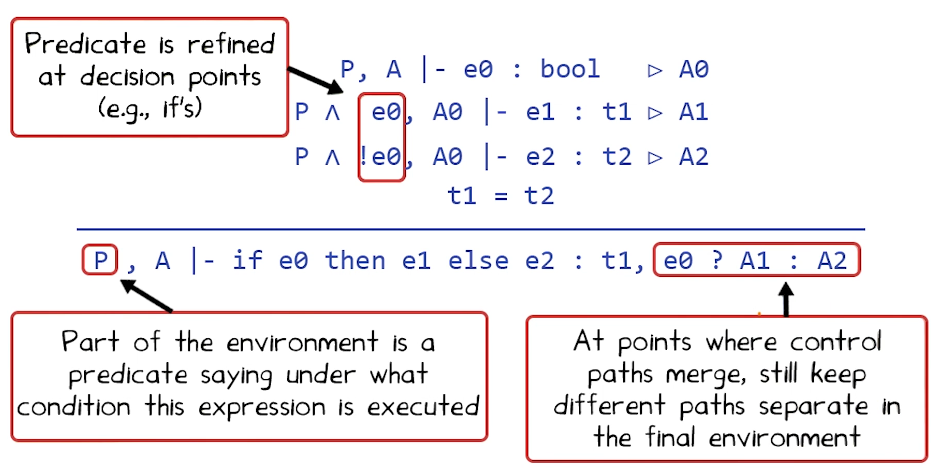 Predicate is refined
at decision points
(e.g., if's)
P, A |- e0 : bool ▷ A0
P ∧ e0, A0 |- e1 : t1 ▷ A1
P ∧ !e0, A0 |- e2 : t2 ▷ A2
t1 = t2
P , A |- if e0 then e1 else e2 : t1, e0 ? A1 : A2
Part of the environment is a
predicate saying under what
condition this expression is executed
At points where control
paths merge, still keep
different paths separate in
the final environment